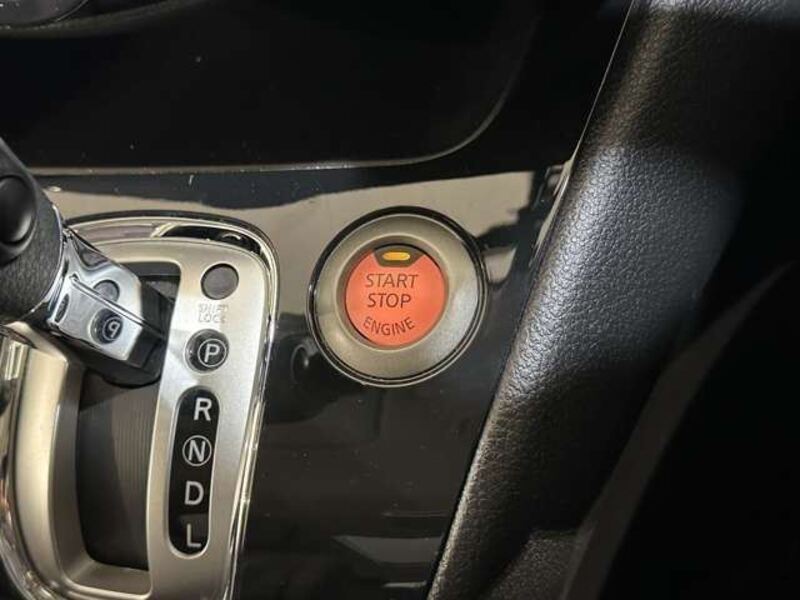 START
STOP
ENGINE
SHIFT
LOCK
P
R
N
D
L